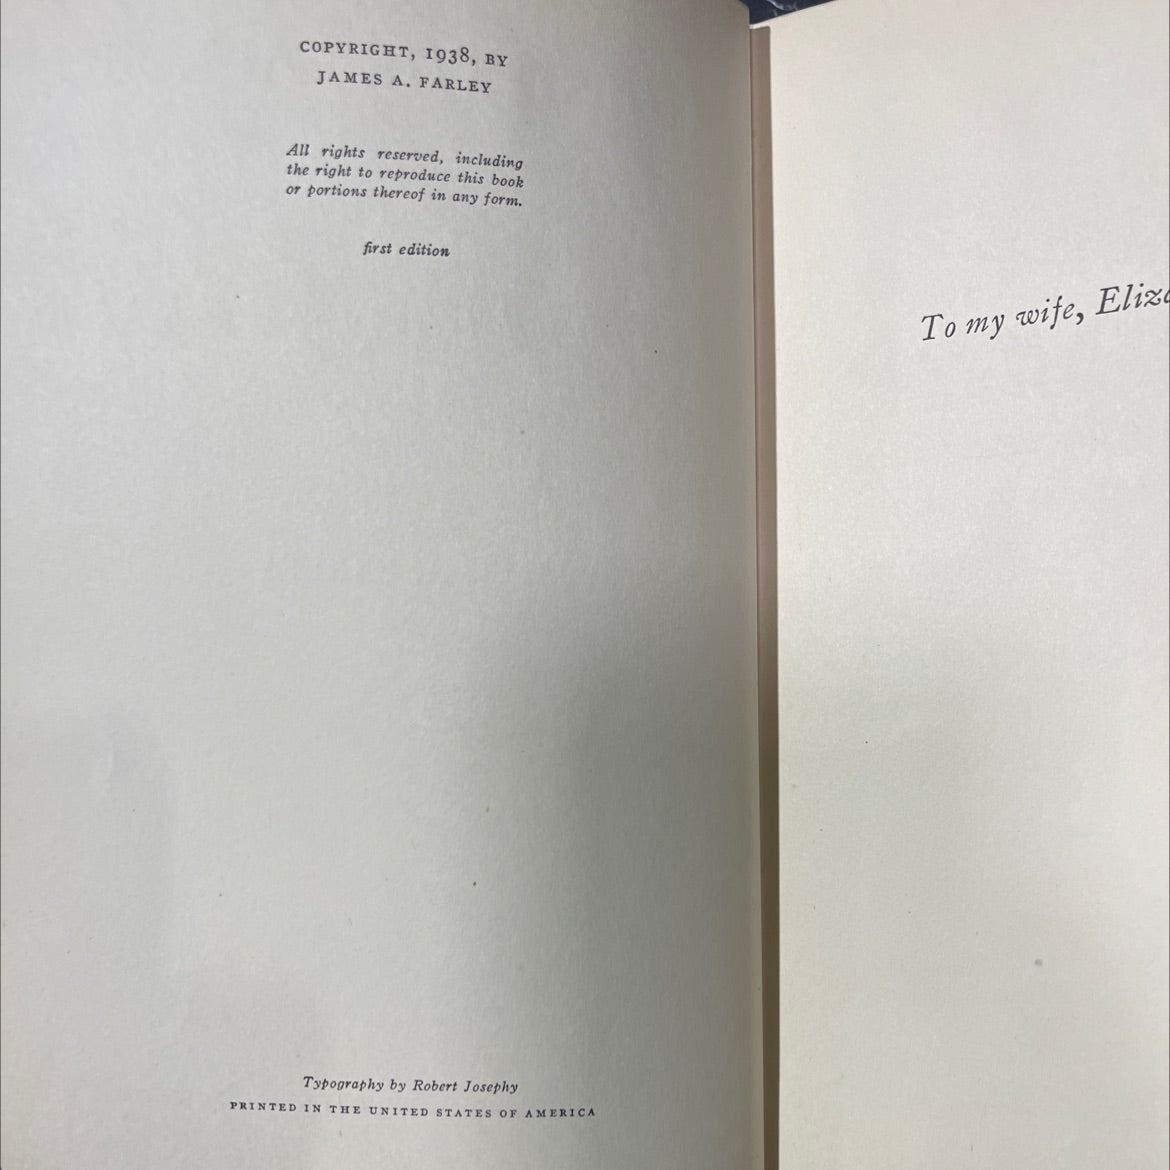 COPYRIGHT, 1938, BY
JAMES A. FARLEY
All rights reserved, including
the right to reproduce this book
or portions thereof in any form.
first edition
Typography by Robert Josephy
PRINTED IN THE UNITED STATES OF AMERICA
To my wife,